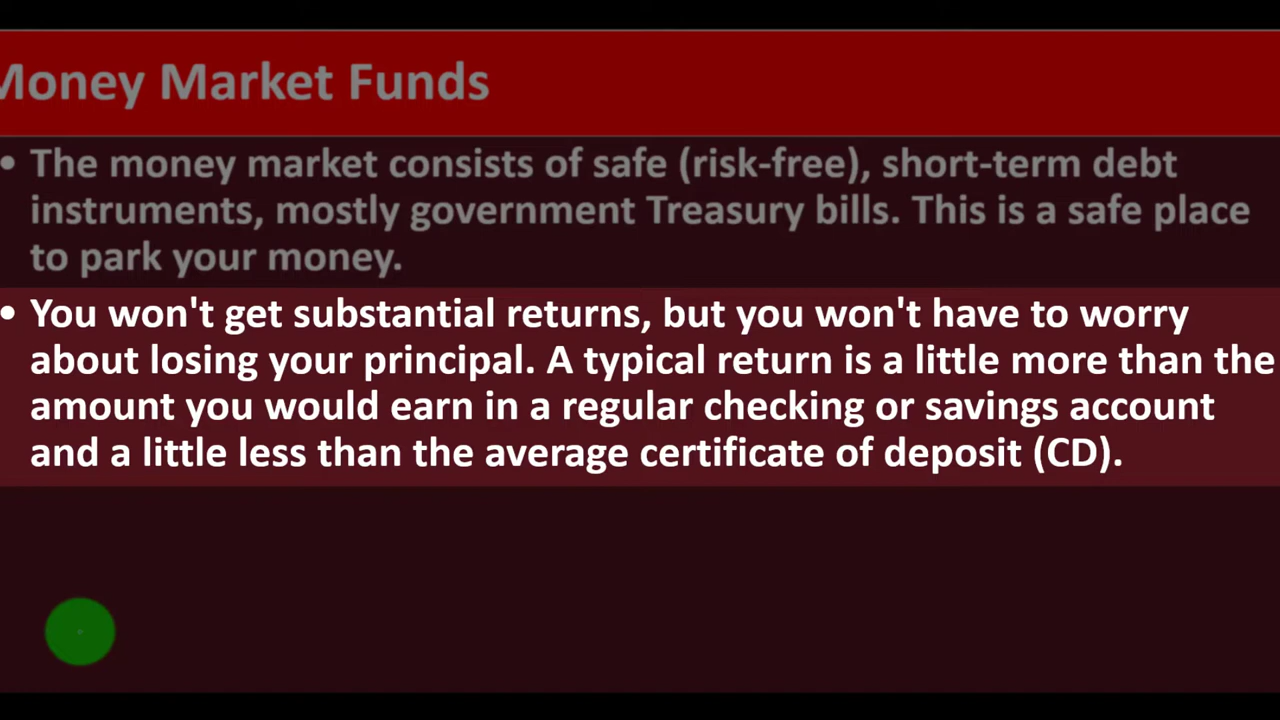 Money Market Funds
• The money market consists of safe (risk-free), short-term debt
instruments, mostly government Treasury bills. This is a safe place
to park your money.
• You won't get substantial returns, but you won't have to worry
about losing your principal. A typical return is a little more than the
amount you would earn in a regular checking or savings account
and a little less than the average certificate of deposit (CD).